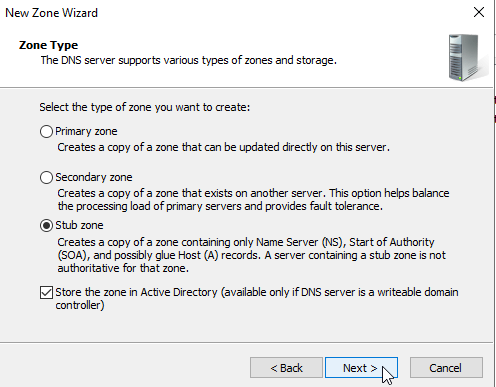 New Zone Wizard
Zone Type
The DNS server supports various types of zones and storage.
Select the type of zone you want to create:
Primary zone
Creates a copy of a zone that can be updated directly on this server.
Secondary zone
Creates a copy of a zone that exists on another server. This option helps balance
the processing load of primary servers and provides fault tolerance.
Stub zone
Creates a copy of a zone containing only Name Server (NS), Start of Authority
(SOA), and possibly glue Host (A) records. A server containing a stub zone is not
authoritative for that zone.
Store the zone in Active Directory (available only if DNS server is a writeable domain
controller)
< Back
Next >
Cancel